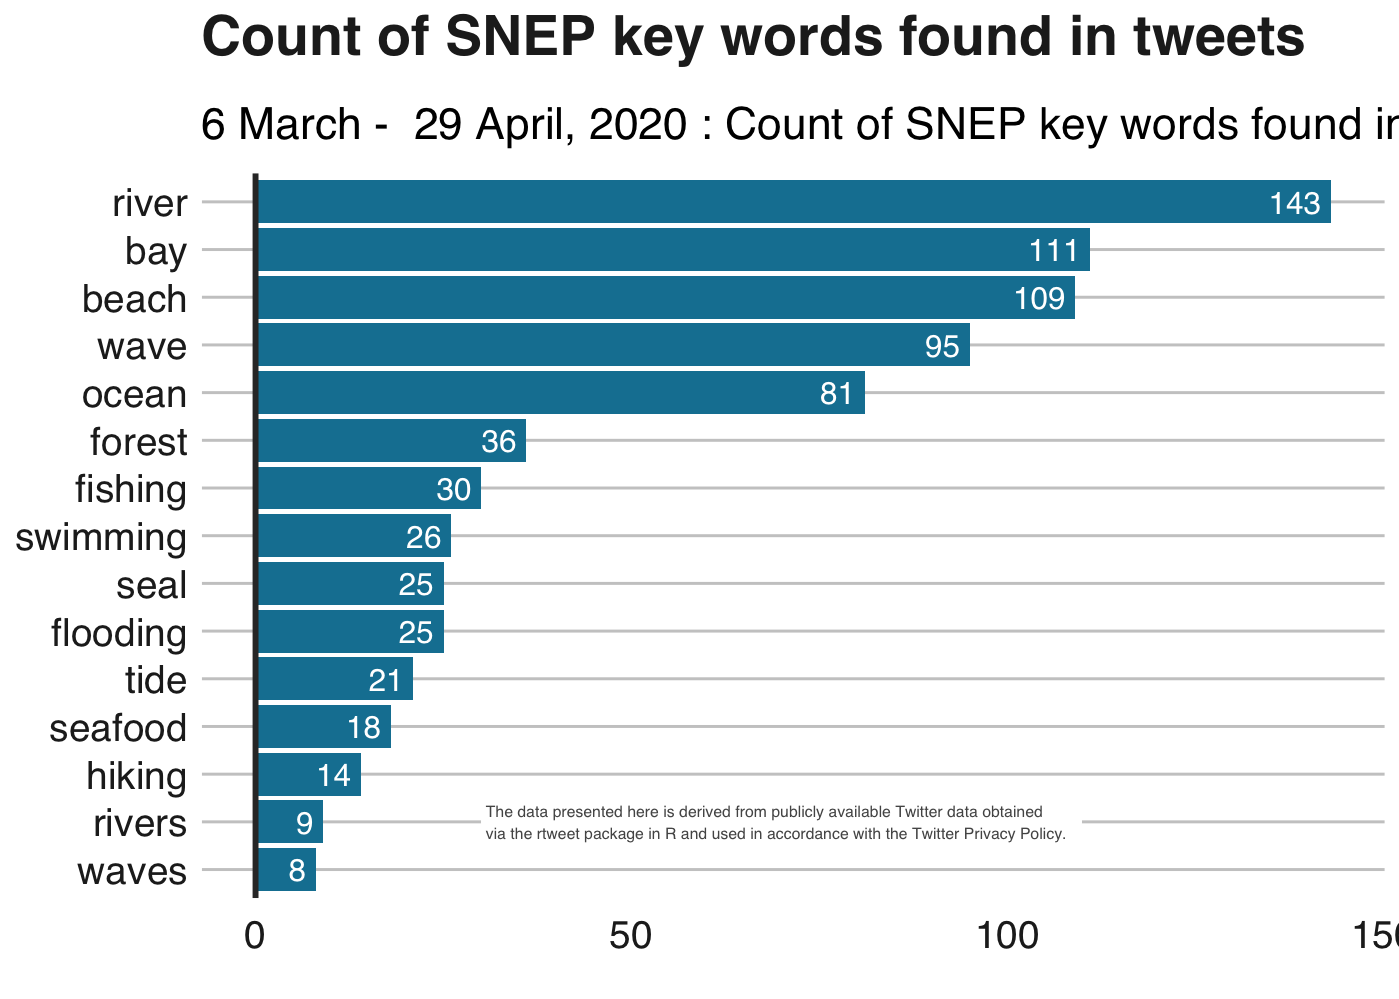 Count of SNEP key words found in tweets
6 March -  29 April, 2020 : Count of SNEP key words found
river 143
bay 111
beach 109
wave 95
ocean 81
forest 36
fishing 30
swimming 26
seal 25
flooding 25
tide 21
seafood 18
hiking 14
rivers 9
The data presented here is derived from publicly available Twitter data obtained
via the rtweet package in R and used in accordance with the Twitter Privacy Policy.
waves 8
0 50 100